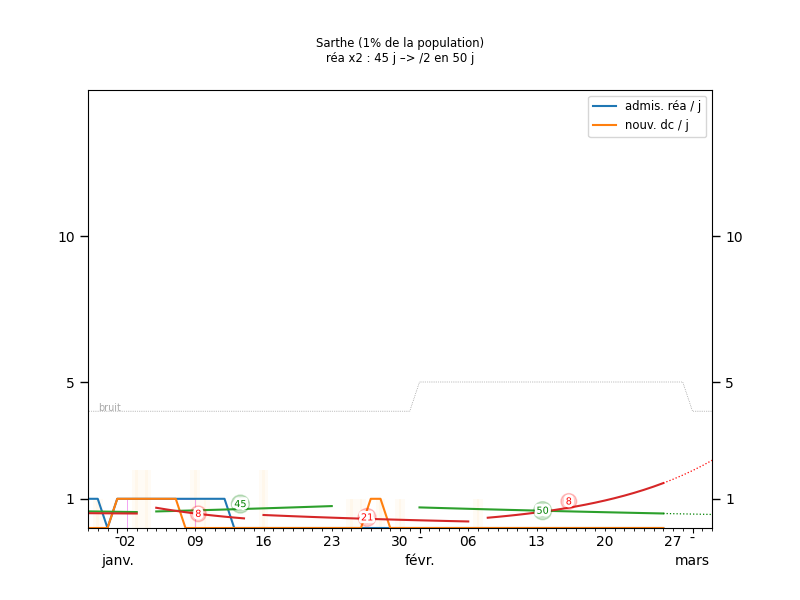 Sarthe (1% de la population)
réa x2 : 45 j –> /2 en 50 j
admis. réa / j
nouv. dc / j
10
10
5
5
bruit
1
1
45
8
21
50
8
02
09
16
23
30
06
13
20
27
janv.
févr.
mars